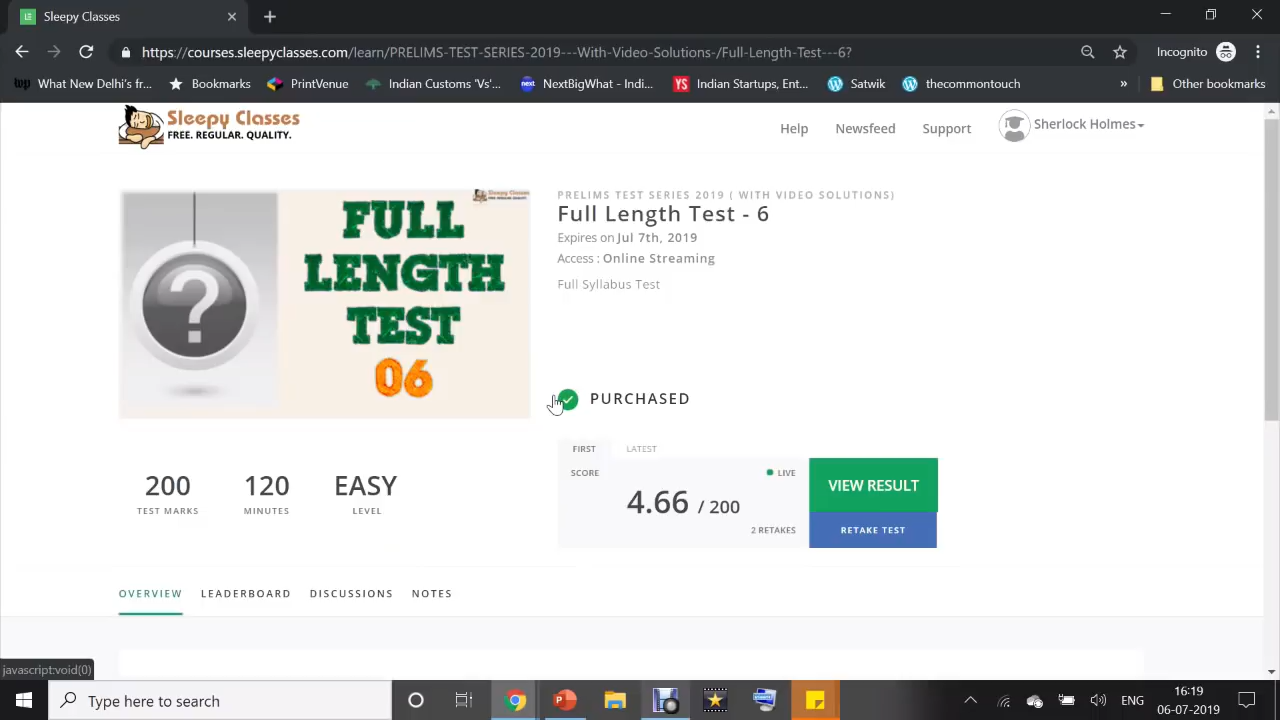 Sleepy Classes
https://courses.sleepyclasses.com/learn/PRELIMS-TEST-SERIES-2019---With-Video-Solutions-/Full-Length-Test---6?
Incognito
What New Delhi's fr...
Bookmarks
PrintVenue
Indian Customs 'Vs'...
next
NextBigWhat - Indi...
YS
Indian Startups, Ent...
Satwik
thecommontouch
»
Other bookmarks
Sleepy Classes
FREE. REGULAR. QUALITY.
Help
Newsfeed
Support
Sherlock Holmes
FULL
LENGTH
TEST
06
PRELIMS TEST SERIES 2019 ( WITH VIDEO SOLUTIONS)
Full Length Test - 6
Expires on Jul 7th, 2019
Access : Online Streaming
Full Syllabus Test
PURCHASED
200
TEST MARKS
120
MINUTES
EASY
LEVEL
FIRST
LATEST
SCORE
LIVE
4.66 / 200
2 RETAKES
VIEW RESULT
RETAKE TEST
OVERVIEW
LEADERBOARD
DISCUSSIONS
NOTES
javascript:void(0)
Type here to search
ENG
16:19
06-07-2019